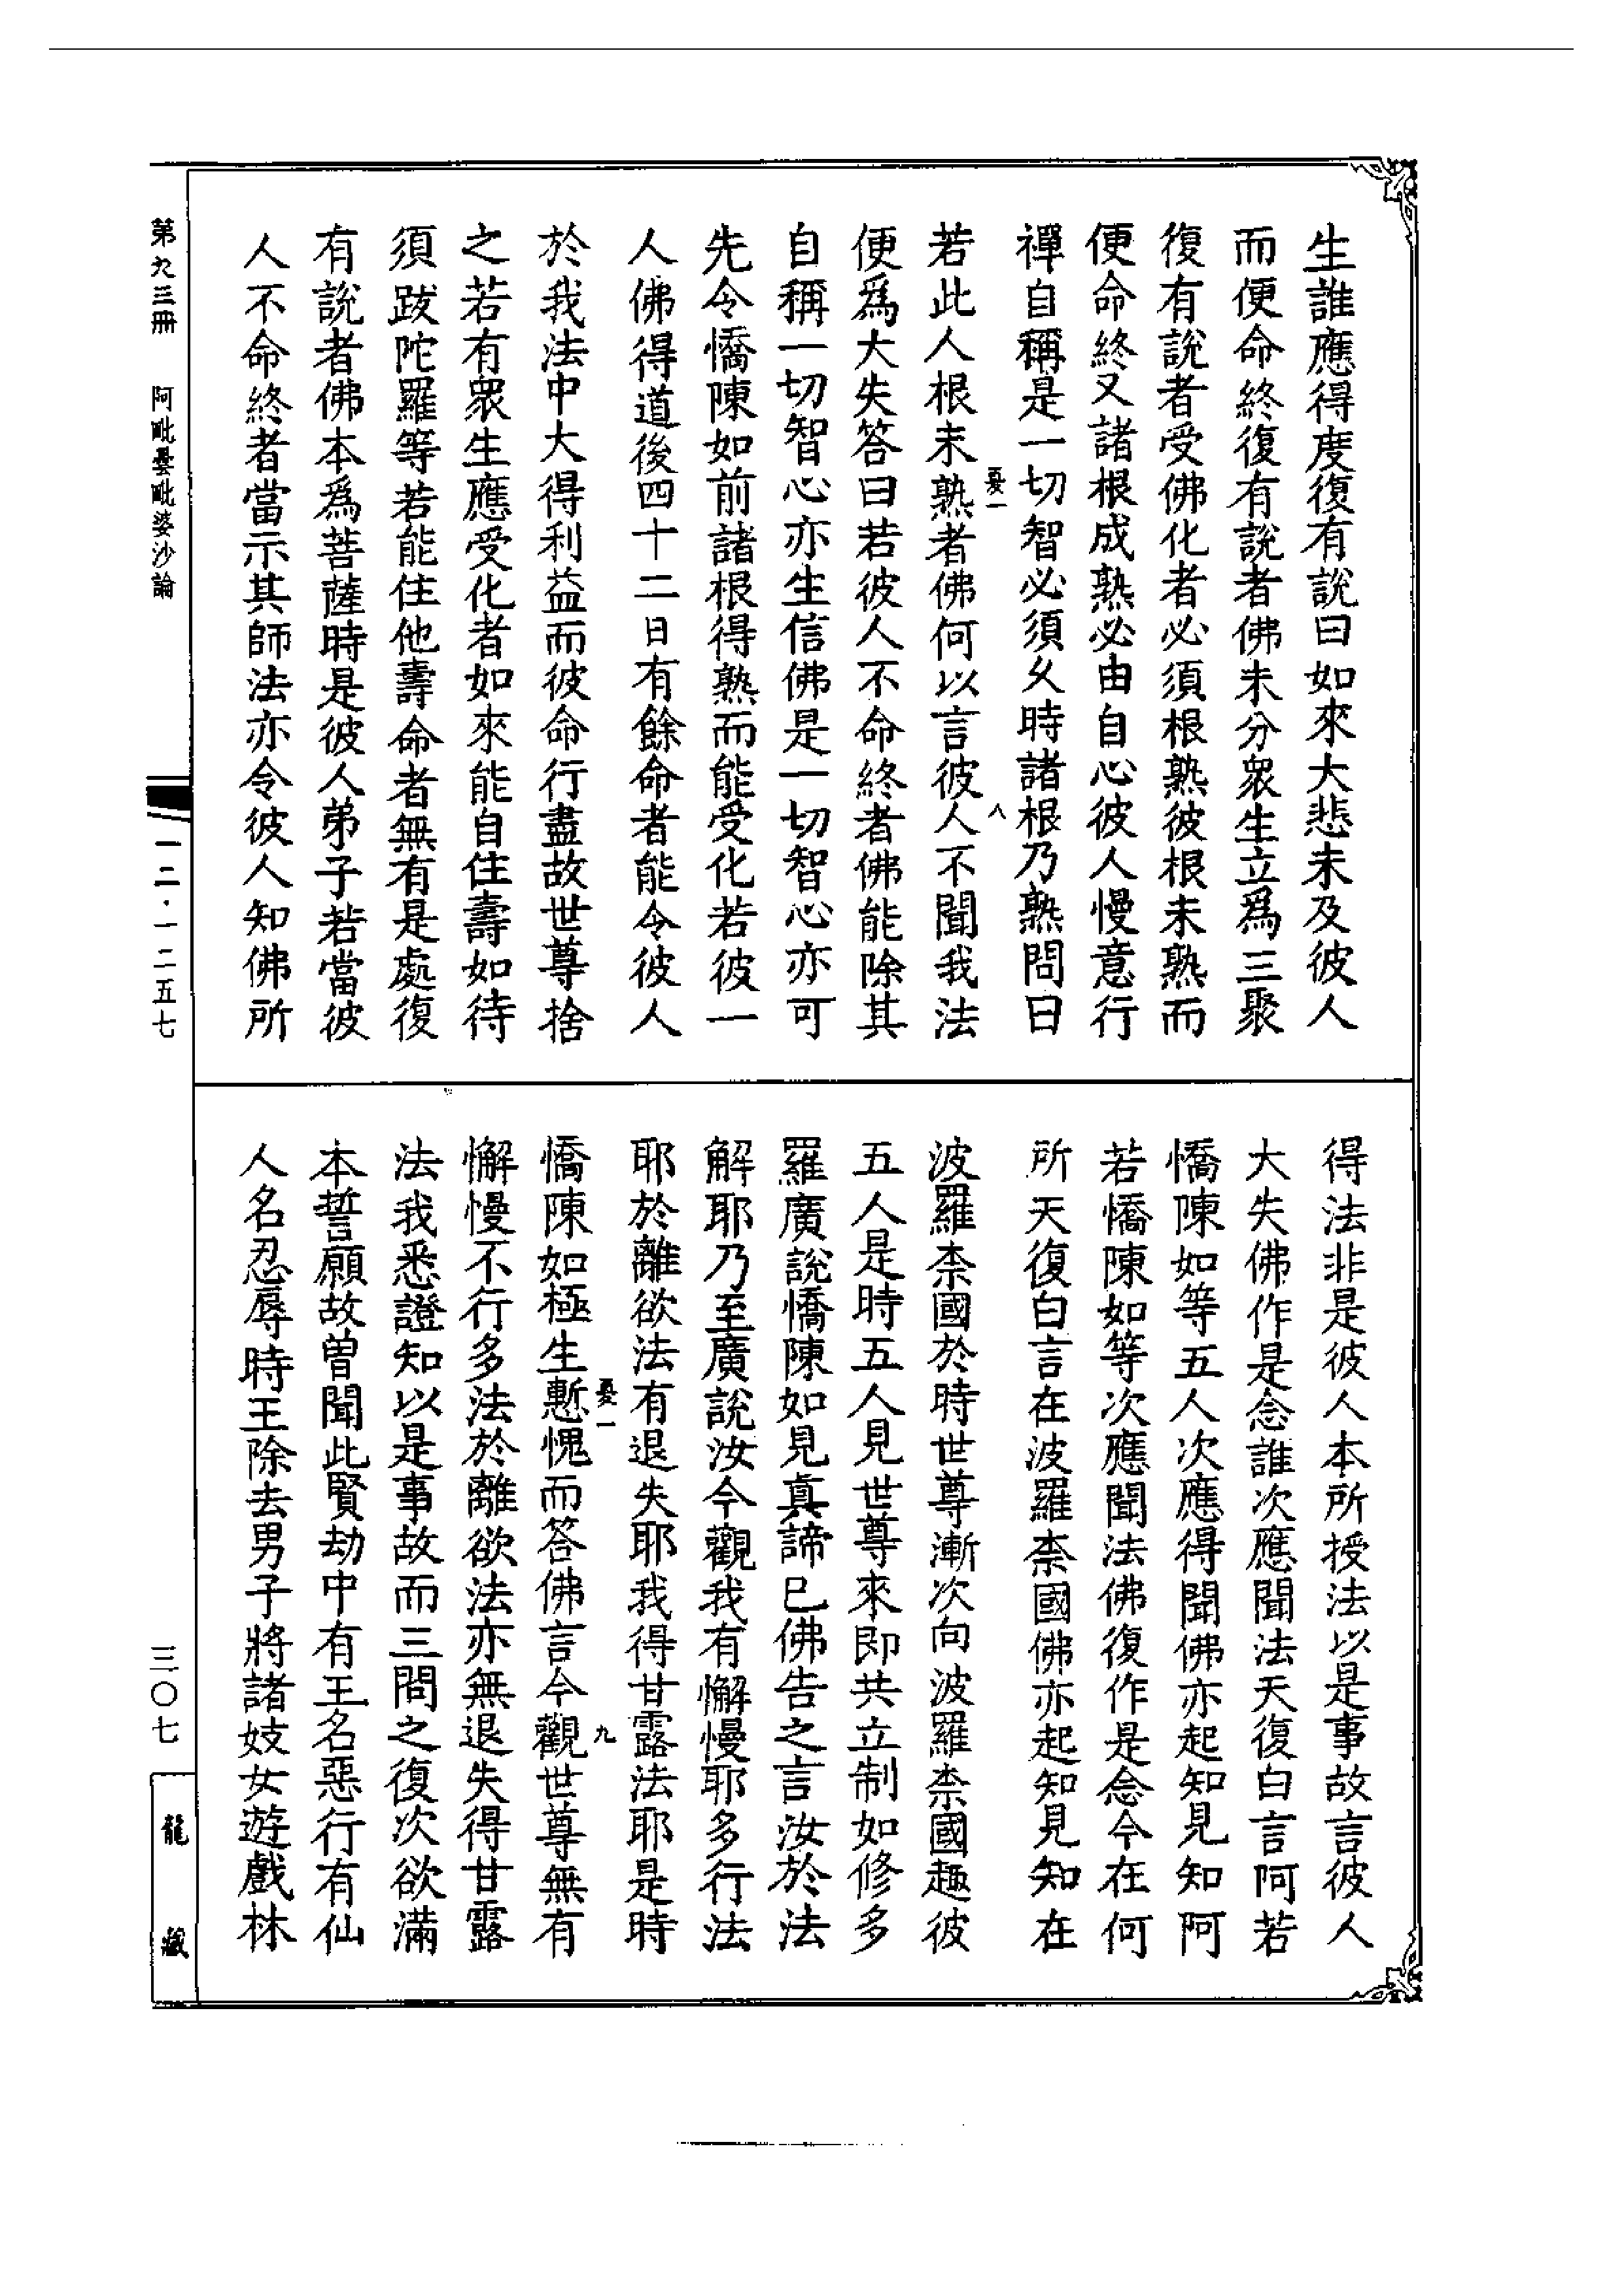 生誰應得度復有說曰如來大悲未及彼人
而便命終復有說者佛未分衆生立爲三聚
復有說者受佛化者必須根熟彼根未熟而
便命終又諸根成熟必由自心彼人慢意行
禪自稱是一切智必須久時諸根乃熟問曰
憂一
八
若此人根未熟者佛何以言彼人不聞我法
便爲大失答曰若彼人不命終者佛能除其
自稱一切智心亦生信佛是一切智心亦可
先令憍陳如前諸根得熟而能受化若彼一
人佛得道後四十二日有餘命者能令彼人
於我法中大得利益而彼命行盡故世尊捨
之若有衆生應受化者如來能自住壽如待
須跋陀羅等若能住他壽命者無有是處復
有說者佛本爲菩薩時是彼人弟子若當彼
人不命終者當示其師法亦令彼人知佛所
得法非是彼人本所授法以是事故言彼人
大失佛作是念誰次應聞法天復白言阿若
憍陳如等五人次應得聞佛亦起知見知阿
若憍陳如等次應聞法佛復作是念今在何
所天復白言在波羅柰國佛亦起知見知在
波羅柰國於時世尊漸次向波羅柰國趣彼
五人是時五人見世尊來即共立制如修多
羅廣說憍陳如見真諦已佛告之言汝於法
解耶乃至廣說汝今觀我有懈慢耶多行法
耶於離欲法有退失耶我得甘露法耶是時
憂一
九
憍陳如極生慙愧而答佛言今觀世尊無有
懈慢不行多法於離欲法亦無退失得甘露
法我悉證知以是事故而三問之復次欲滿
本誓願故曾聞此賢劫中有王名惡行有仙
人名忍辱時王除去男子將諸妓女遊戲林
第九三冊　阿毗曇毗婆沙論
一二·一二五七
三〇七
龍藏